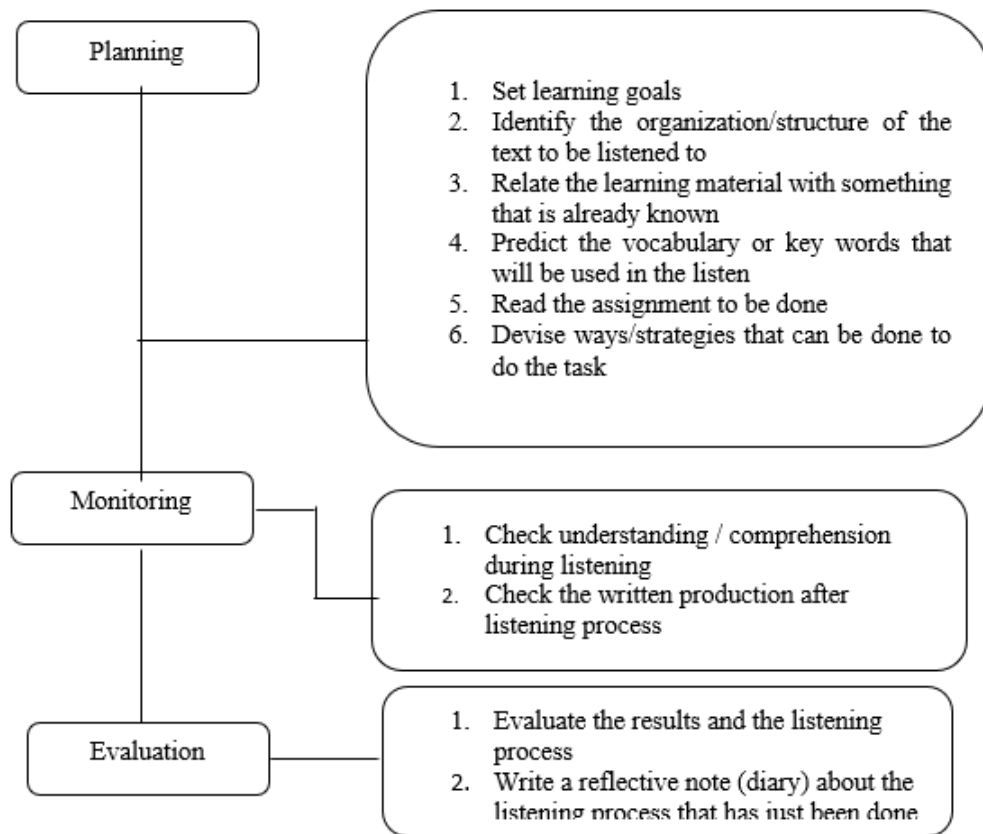 Planning
1. Set learning goals
2. Identify the organization/structure of the
text to be listened to
3. Relate the learning material with something
that is already known
4. Predict the vocabulary or key words that
will be used in the listen
5. Read the assignment to be done
6. Devise ways/strategies that can be done to
do the task
Monitoring
1. Check understanding / comprehension
during listening
2. Check the written production after
listening process
Evaluation
1. Evaluate the results and the listening
process
2. Write a reflective note (diary) about the
listening process that has just been done